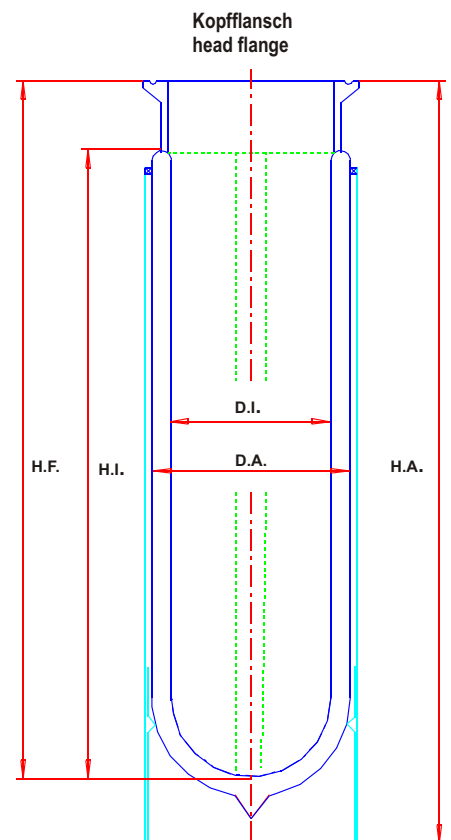 Kopfflansch
head flange
D.I.
D.A.
H.F.
H.I.
H.A.